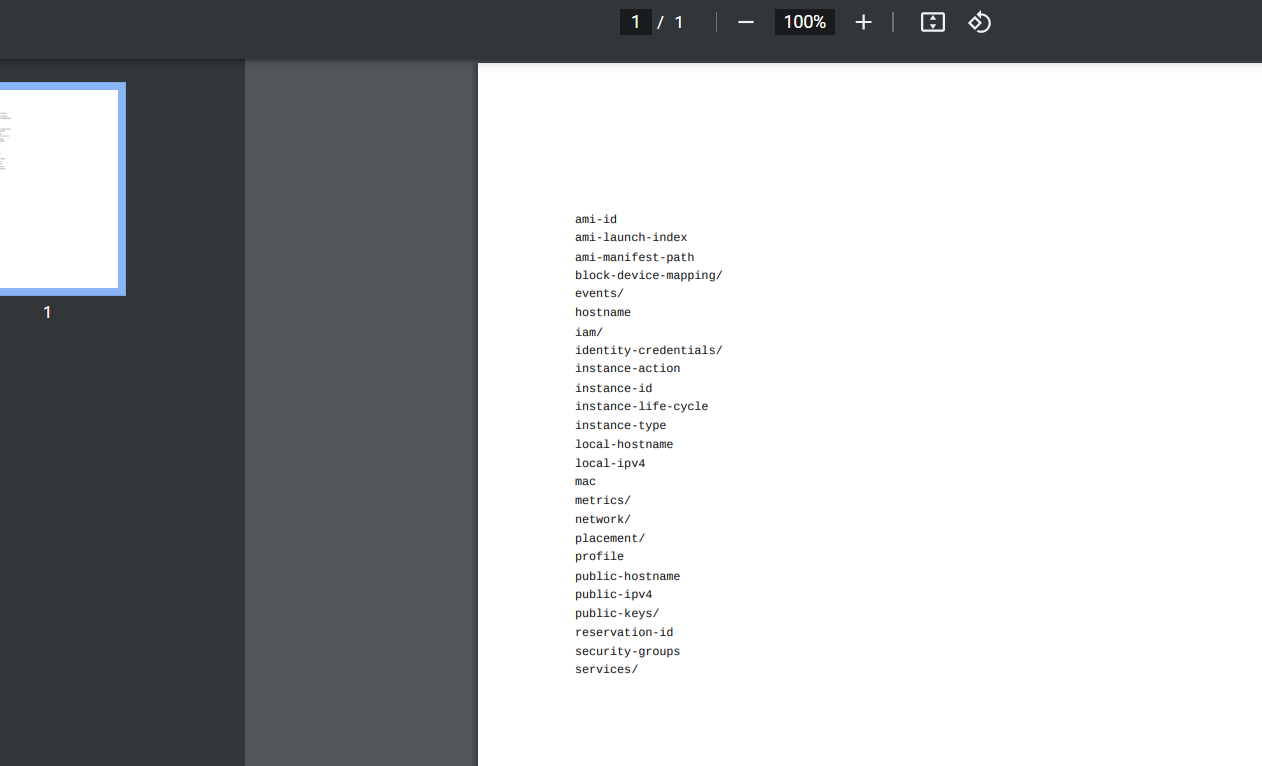 1 / 1 100%
1
ami-id
ami-launch-index
ami-manifest-path
block-device-mapping/
events/
hostname
iam/
identity-credentials/
instance-action
instance-id
instance-life-cycle
instance-type
local-hostname
local-ipv4
mac
metrics/
network/
placement/
profile
public-hostname
public-ipv4
public-keys/
reservation-id
security-groups
services/